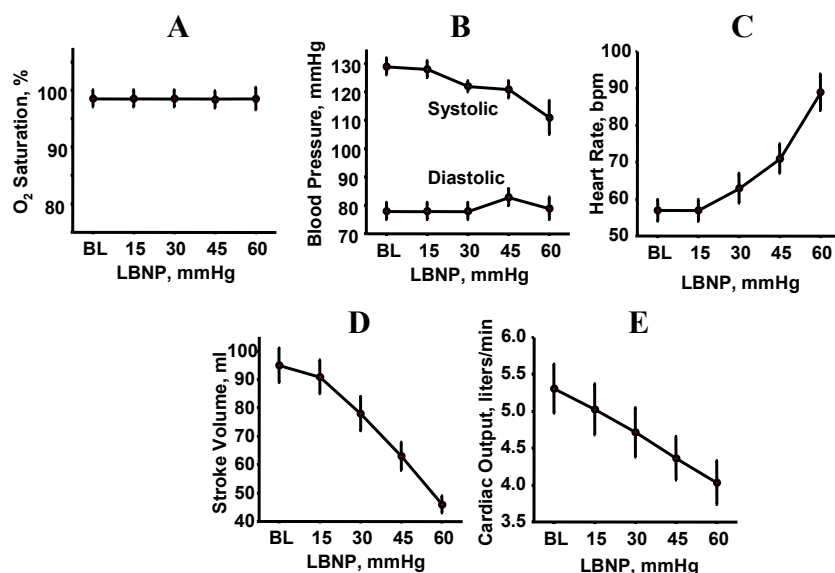 A
O2 Saturation, %
100
90
80
BL 15 30 45 60
LBNP, mmHg
B
Blood Pressure, mmHg
130
120
110
100
90
80
70
Systolic
Diastolic
BL 15 30 45 60
LBNP, mmHg
C
Heart Rate, bpm
100
90
80
70
60
50
BL 15 30 45 60
LBNP, mmHg
D
Stroke Volume, ml
100
90
80
70
60
50
40
BL 15 30 45 60
LBNP, mmHg
E
Cardiac Output, liters/min
6.0
5.5
5.0
4.5
4.0
3.5
BL 15 30 45 60
LBNP, mmHg